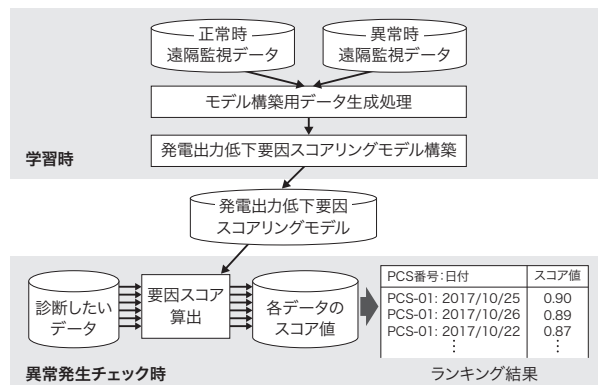 正常時
遠隔監視データ
異常時
遠隔監視データ
モデル構築用データ生成処理
発電出力低下要因スコアリングモデル構築
学習時
発電出力低下要因
スコアリングモデル
診断したい
データ
要因スコア
算出
各データの
スコア値
PCS番号:日付 スコア値
PCS-01: 2017/10/25 0.90
PCS-01: 2017/10/26 0.89
PCS-01: 2017/10/22 0.87
⋮ ⋮
異常発生チェック時
ランキング結果